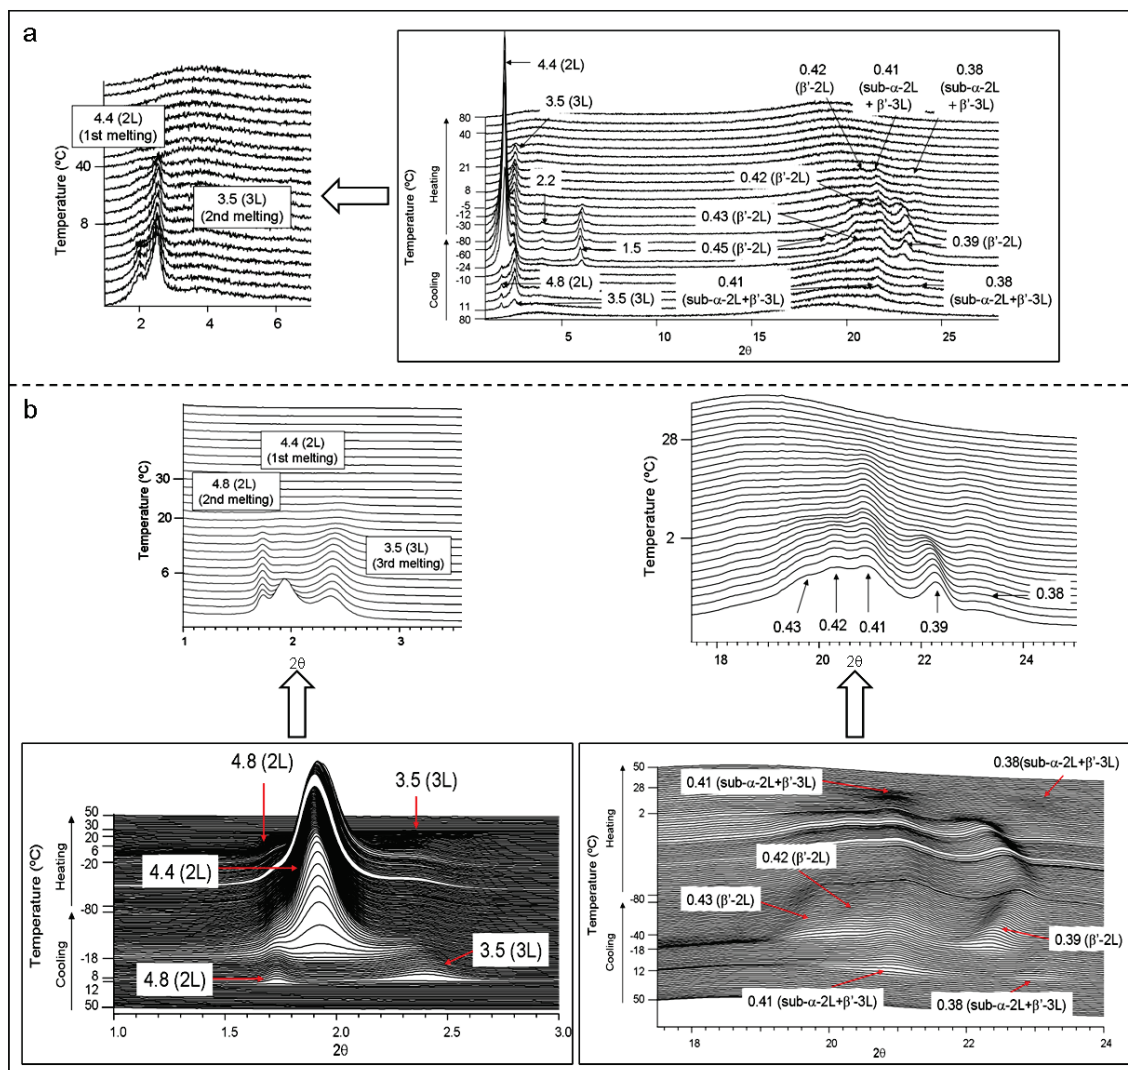 a
4.4 (2L)
(1st melting)
3.5 (3L)
(2nd melting)
Temperature (ºC)
40
8
2
4
6
4.4 (2L)
3.5 (3L)
0.42
(β'-2L)
0.41
(sub-α-2L
+ β'-3L)
0.38
(sub-α-2L
+ β'-3L)
2.2
0.42 (β'-2L)
0.43 (β'-2L)
0.45 (β'-2L)
1.5
0.39 (β'-2L)
4.8 (2L)
3.5 (3L)
0.41
(sub-α-2L+β'-3L)
0.38
(sub-α-2L+β'-3L)
Temperature (ºC)
Cooling
Heating
80
40
21
8
-5
-12
-30
-80
-60
-24
-10
11
80
5
10
15
20
25
2θ
b
4.4 (2L)
(1st melting)
4.8 (2L)
(2nd melting)
3.5 (3L)
(3rd melting)
Temperature (ºC)
30
20
6
1
2
3
2θ
Temperature (ºC)
28
2
0.43
0.42
0.41
0.39
0.38
18
20
22
24
2θ
4.8 (2L)
3.5 (3L)
4.4 (2L)
3.5 (3L)
4.8 (2L)
Temperature (ºC)
Cooling
Heating
50
30
20
6
-20
-80
-18
8
12
50
1.0
1.5
2.0
2.5
3.0
2θ
0.41 (sub-α-2L+β'-3L)
0.38(sub-α-2L+β'-3L)
0.42 (β'-2L)
0.43 (β'-2L)
0.39 (β'-2L)
0.41 (sub-α-2L+β'-3L)
0.38 (sub-α-2L+β'-3L)
Temperature (ºC)
Cooling
Heating
50
28
2
-80
-40
-18
12
50
18
20
22
24
2θ